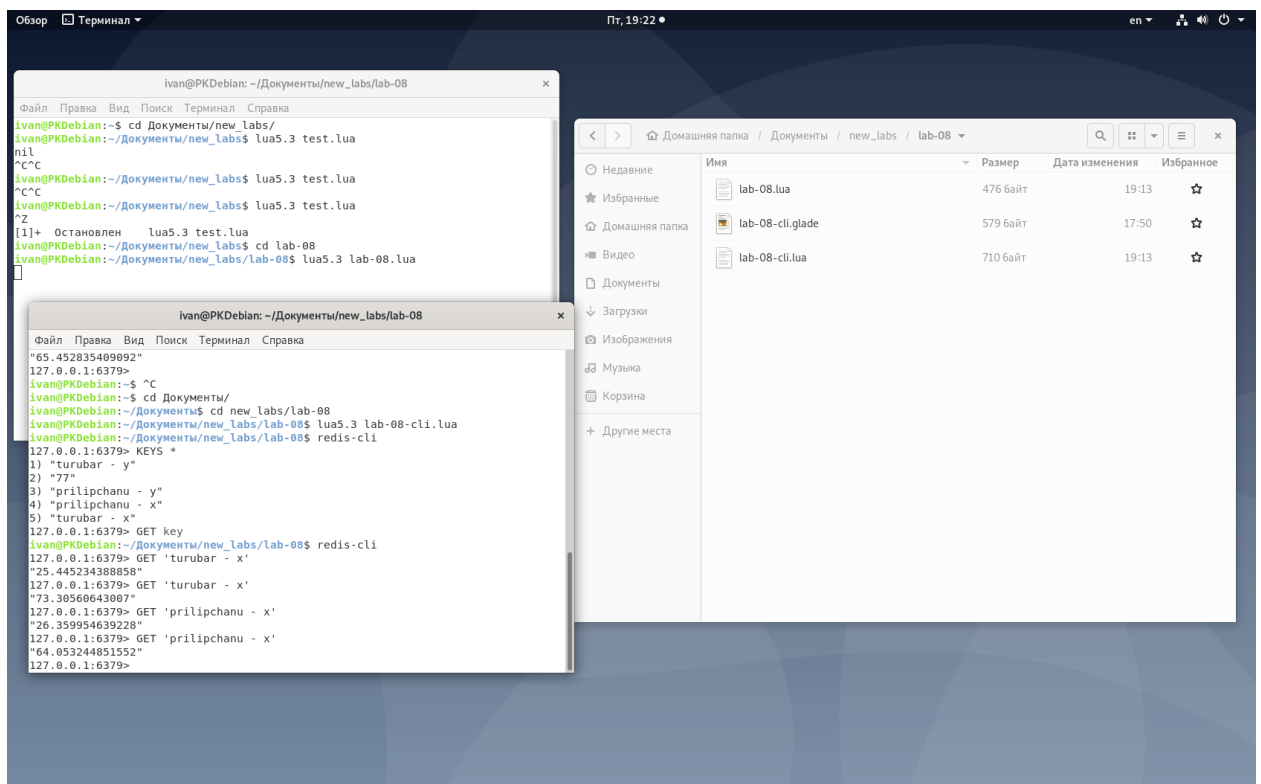 Обзор Терминал Пт, 19:22 en
ivan@PKDebian: ~/Документы/new_labs/lab-08
Файл Правка Вид Поиск Терминал Справка
ivan@PKDebian:~$ cd Документы/new_labs/
ivan@PKDebian:~/Документы/new_labs$ lua5.3 test.lua
nil
^C^C
ivan@PKDebian:~/Документы/new_labs$ lua5.3 test.lua
^C^C
ivan@PKDebian:~/Документы/new_labs$ lua5.3 test.lua
^Z
[1]+ Остановлен lua5.3 test.lua
ivan@PKDebian:~/Документы/new_labs$ cd lab-08
ivan@PKDebian:~/Документы/new_labs/lab-08$ lua5.3 lab-08.lua
ivan@PKDebian: ~/Документы/new_labs/lab-08
Файл Правка Вид Поиск Терминал Справка
"65.452835409092"
127.0.0.1:6379>
ivan@PKDebian:~$ ^C
ivan@PKDebian:~$ cd Документы/
ivan@PKDebian:~/Документы$ cd new_labs/lab-08
ivan@PKDebian:~/Документы/new_labs/lab-08$ lua5.3 lab-08-cli.lua
ivan@PKDebian:~/Документы/new_labs/lab-08$ redis-cli
127.0.0.1:6379> KEYS *
1) "turubar - y"
2) "77"
3) "prilipchanu - y"
4) "prilipchanu - x"
5) "turubar - x"
127.0.0.1:6379> GET key
ivan@PKDebian:~/Документы/new_labs/lab-08$ redis-cli
127.0.0.1:6379> GET 'turubar - x'
"25.445234388858"
127.0.0.1:6379> GET 'turubar - x'
"73.30560643007"
127.0.0.1:6379> GET 'prilipchanu - x'
"26.359954639228"
127.0.0.1:6379> GET 'prilipchanu - x'
"64.053244851552"
127.0.0.1:6379>
Домашняя папка / Документы / new_labs / lab-08
Недавние
Избранные
Домашняя папка
Видео
Документы
Загрузки
Изображения
Музыка
Корзина
+ Другие места
Имя Размер Дата изменения Избранное
lab-08.lua 476 байт 19:13
lab-08-cli.glade 579 байт 17:50
lab-08-cli.lua 710 байт 19:13